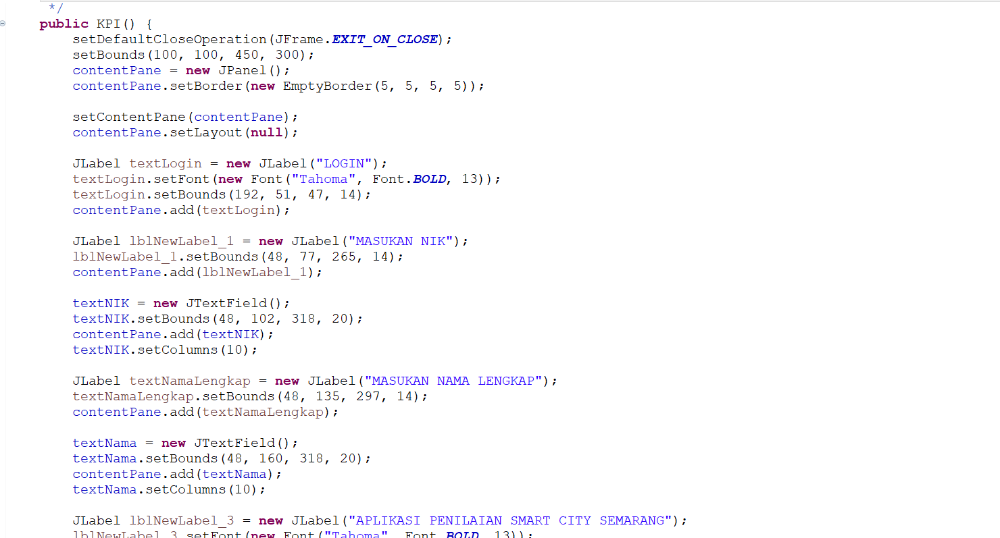 */
public KPI() {
setDefaultCloseOperation(JFrame.EXIT_ON_CLOSE);
setBounds(100, 100, 450, 300);
contentPane = new JPanel();
contentPane.setBorder(new EmptyBorder(5, 5, 5, 5));
setContentPane(contentPane);
contentPane.setLayout(null);
JLabel textLogin = new JLabel("LOGIN");
textLogin.setFont(new Font("Tahoma", Font.BOLD, 13));
textLogin.setBounds(192, 51, 47, 14);
contentPane.add(textLogin);
JLabel lblNewLabel_1 = new JLabel("MASUKAN NIK");
lblNewLabel_1.setBounds(48, 77, 265, 14);
contentPane.add(lblNewLabel_1);
textNIK = new JTextField();
textNIK.setBounds(48, 102, 318, 20);
contentPane.add(textNIK);
textNIK.setColumns(10);
JLabel textNamaLengkap = new JLabel("MASUKAN NAMA LENGKAP");
textNamaLengkap.setBounds(48, 135, 297, 14);
contentPane.add(textNamaLengkap);
textNama = new JTextField();
textNama.setBounds(48, 160, 318, 20);
contentPane.add(textNama);
textNama.setColumns(10);
JLabel lblNewLabel_3 = new JLabel("APLIKASI PENILAIAN SMART CITY SEMARANG");
lblNewLabel_3.setFont(new Font("Tahoma", Font.BOLD, 13));